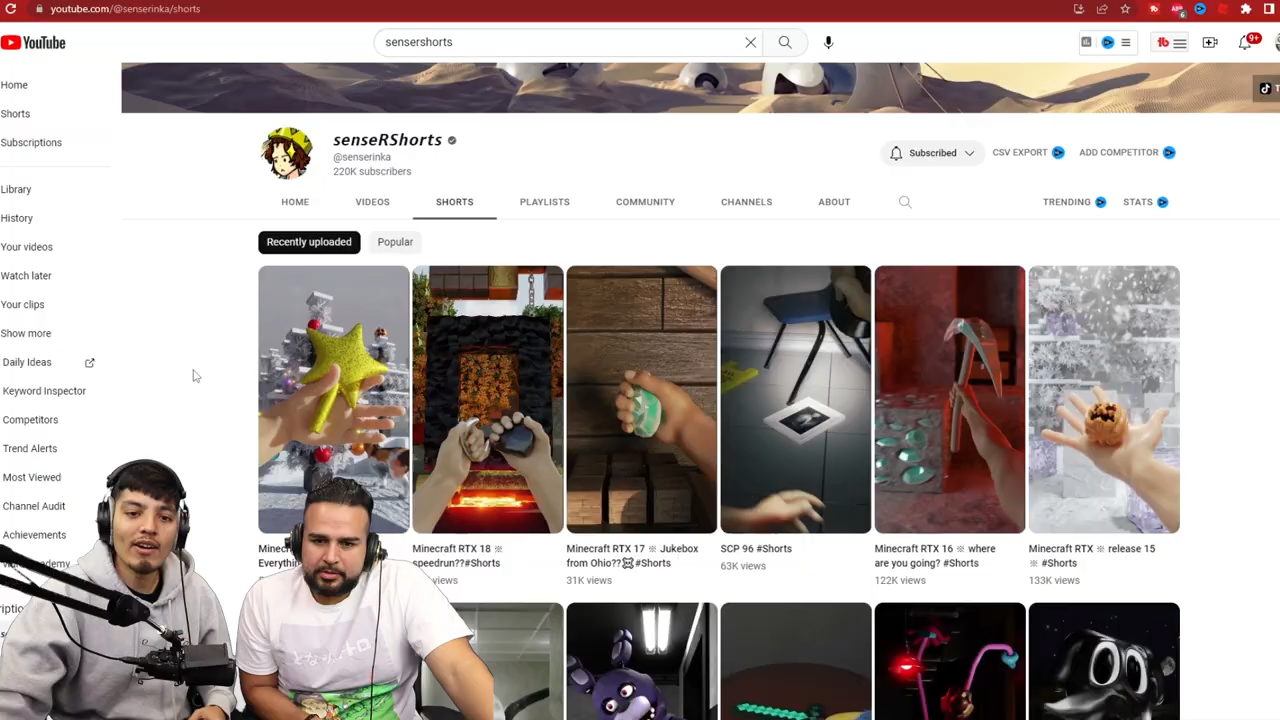 youtube.com/@senserinka/shorts
6
YouTube
sensershorts
tb
9+
Home
Shorts
Subscriptions
Library
History
Your videos
Watch later
Your clips
Show more
Daily Ideas
Keyword Inspector
Competitors
Trend Alerts
Most Viewed
Channel Audit
Achievements
senseRShorts
@senserinka
220K subscribers
Subscribed
CSV EXPORT
ADD COMPETITOR
HOME
VIDEOS
SHORTS
PLAYLISTS
COMMUNITY
CHANNELS
ABOUT
TRENDING
STATS
Recently uploaded
Popular
Minecraft RTX 18 ※
speedrun??#Shorts
views
Minecraft RTX 17 ※ Jukebox
from Ohio??☠#Shorts
31K views
SCP 96 #Shorts
63K views
Minecraft RTX 16 ※ where
are you going? #Shorts
122K views
Minecraft RTX ※ release 15
※ #Shorts
133K views